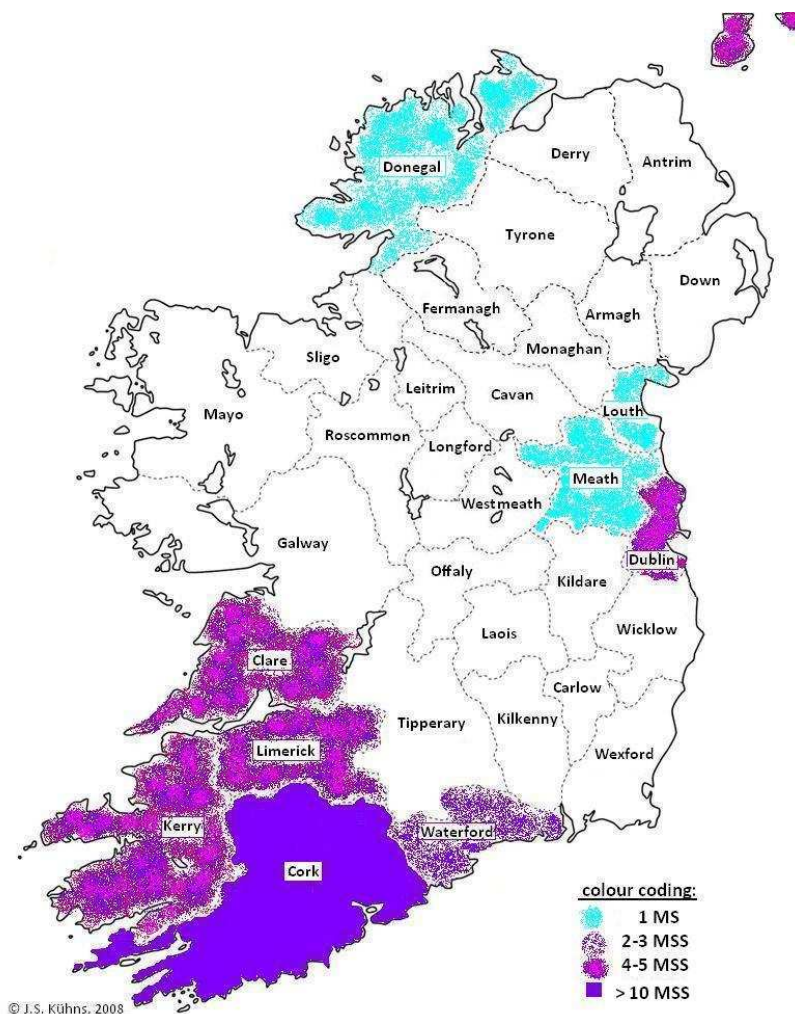 Donegal
Derry
Antrim
Tyrone
Down
Fermanagh
Armagh
Monaghan
Sligo
Leitrim
Cavan
Louth
Mayo
Roscommon
Longford
Meath
Westmeath
Galway
Offaly
Dublin
Kildare
Laois
Wicklow
Clare
Carlow
Tipperary
Kilkenny
Limerick
Wexford
Kerry
Waterford
Cork
colour coding:
1 MS
2-3 MSS
4-5 MSS
> 10 MSS
© J.S. Kühns. 2008